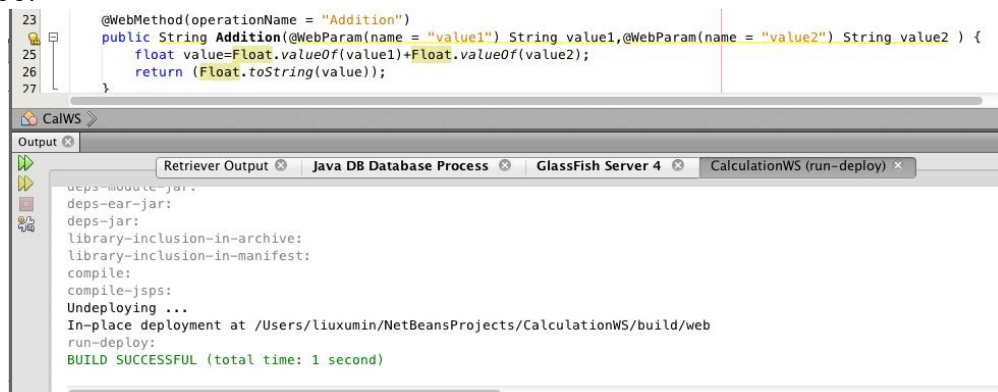 23 @WebMethod(operationName = "Addition")
public String Addition(@WebParam(name = "value1") String value1,@WebParam(name = "value2") String value2 ) {
25 float value=Float.valueOf(value1)+Float.valueOf(value2);
26 return (Float.toString(value));
27 }
CalWS
Output
Retriever Output Java DB Database Process GlassFish Server 4 CalculationWS (run-deploy)
deps-module-jar:
deps-ear-jar:
deps-jar:
library-inclusion-in-archive:
library-inclusion-in-manifest:
compile:
compile-jsps:
Undeploying ...
In-place deployment at /Users/liuxumin/NetBeansProjects/CalculationWS/build/web
run-deploy:
BUILD SUCCESSFUL (total time: 1 second)